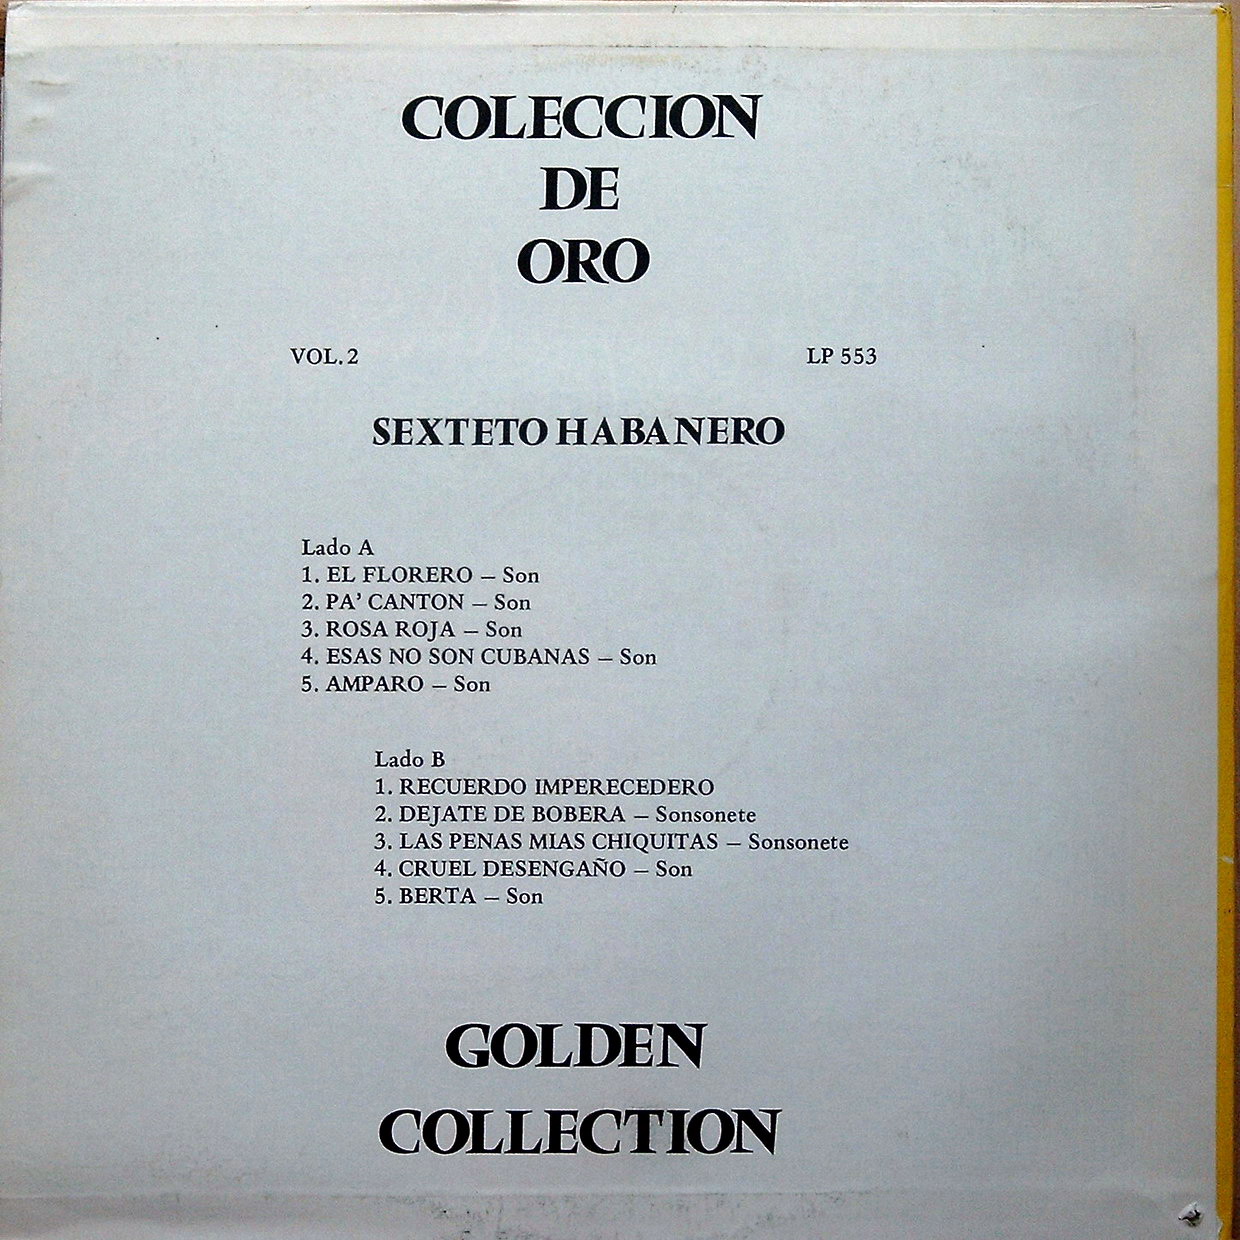 COLECCION
DE
ORO
VOL. 2 LP 553
SEXTETO HABANERO
Lado A
1. EL FLORERO — Son
2. PA' CANTON — Son
3. ROSA ROJA — Son
4. ESAS NO SON CUBANAS — Son
5. AMPARO — Son
Lado B
1. RECUERDO IMPERECEDERO
2. DEJATE DE BOBERA — Sonsonete
3. LAS PENAS MIAS CHIQUITAS — Sonsonete
4. CRUEL DESENGAÑO — Son
5. BERTA — Son
GOLDEN
COLLECTION